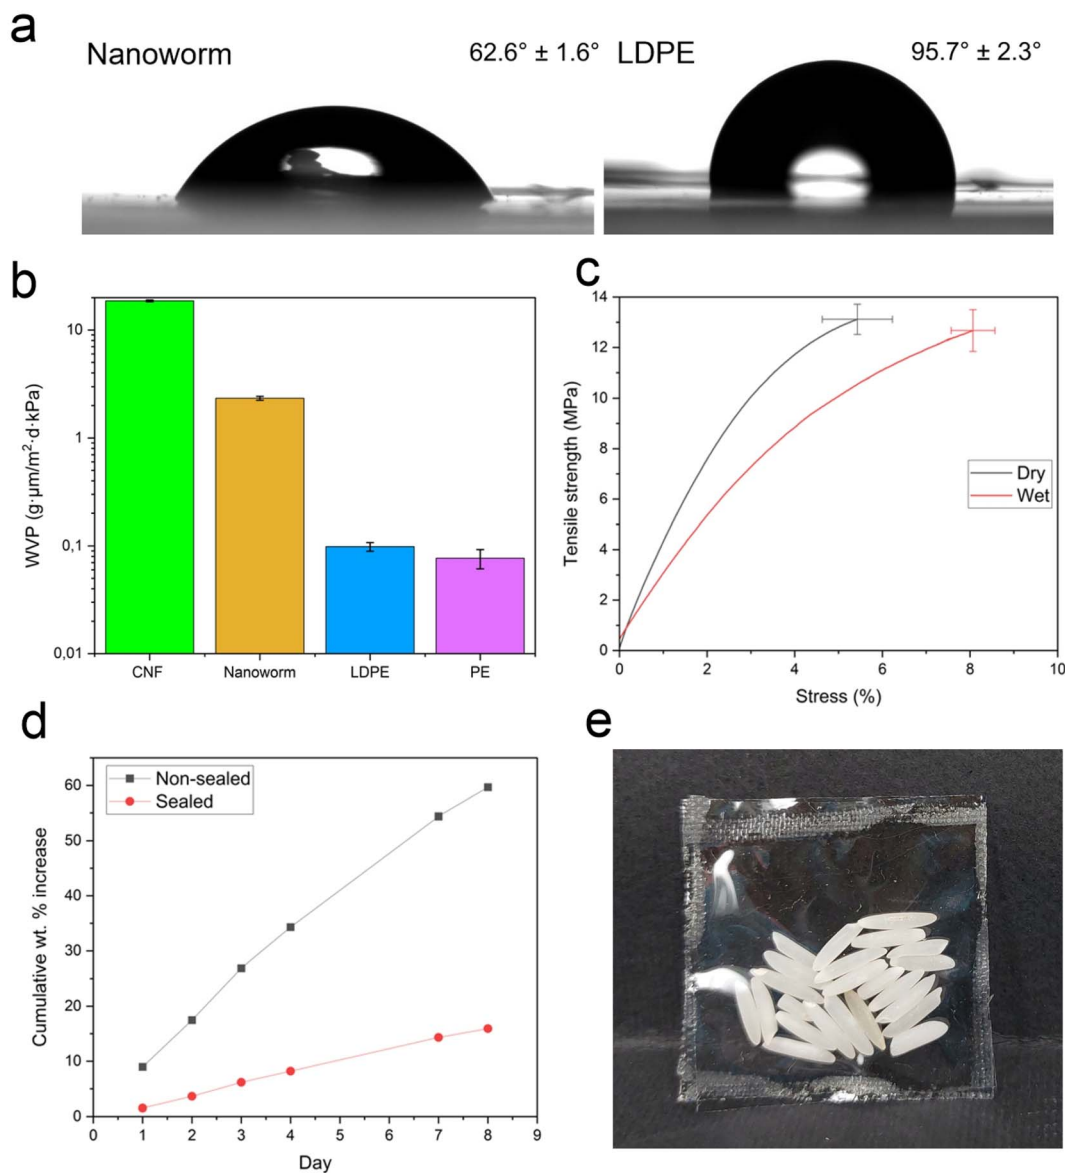 a
Nanoworm
62.6° ± 1.6°
LDPE
95.7° ± 2.3°
b
WVP (g·μm/m²·d·kPa)
10
1
0,1
0,01
CNF
Nanoworm
LDPE
PE
c
Tensile strength (MPa)
14
12
10
8
6
4
2
0
Dry
Wet
0
2
4
6
8
10
Stress (%)
d
Cumulative wt. % increase
60
50
40
30
20
10
0
Non-sealed
Sealed
0
1
2
3
4
5
6
7
8
9
Day
e